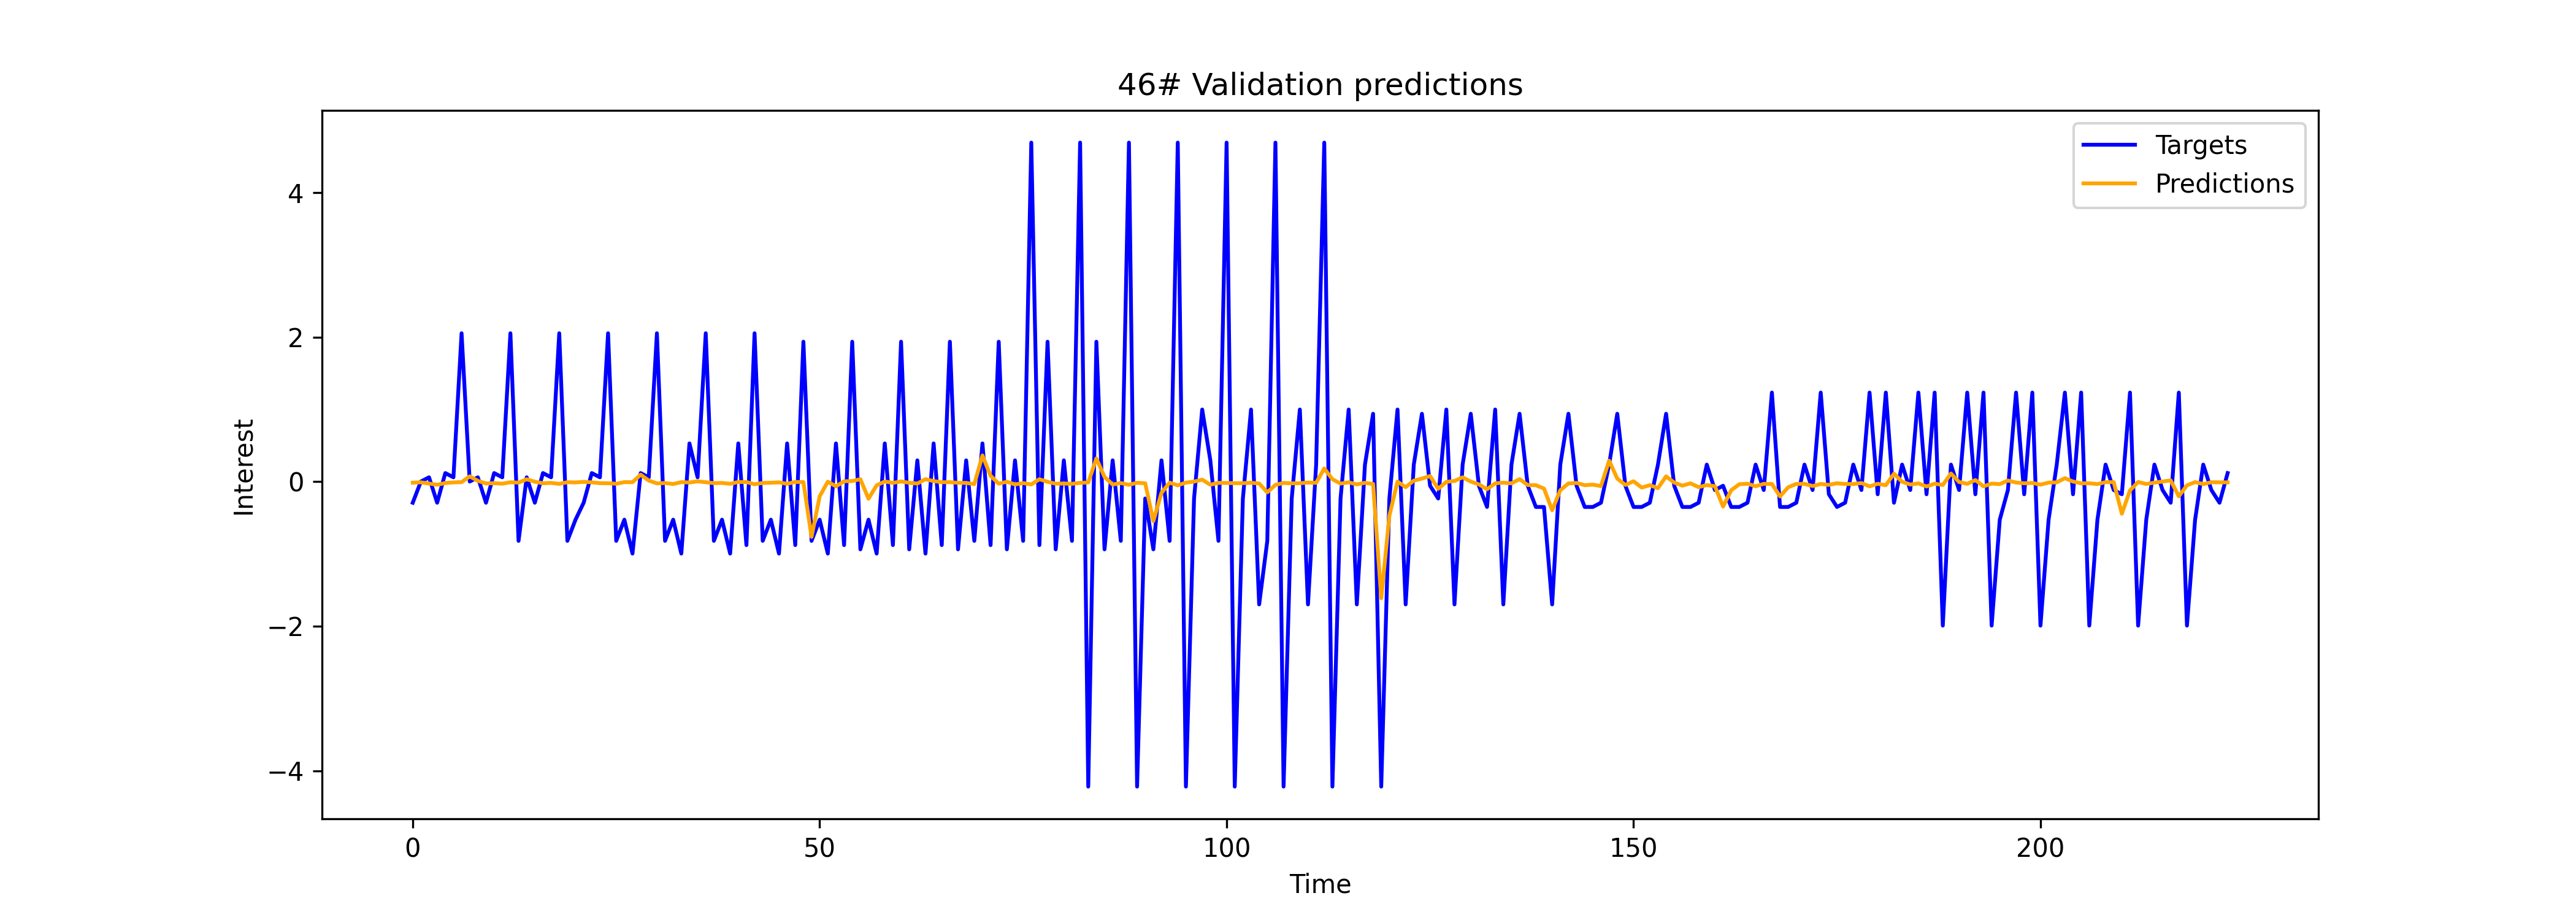 46# Validation predictions
Targets
Predictions
Interest
4
2
0
−2
−4
0
50
100
150
200
Time